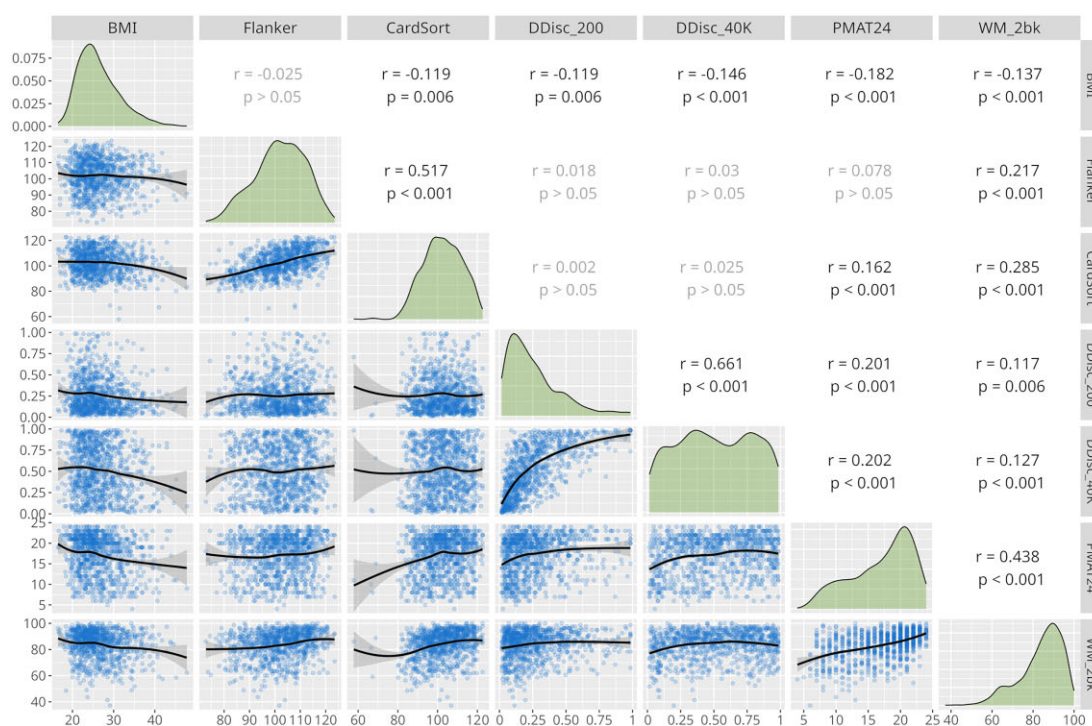 BMI Flanker CardSort DDisc_200 DDisc_40K PMAT24 WM_2bk
0.075
0.050
0.025
0.000
r = -0.025 r = -0.119 r = -0.119 r = -0.146 r = -0.182 r = -0.137
p > 0.05 p = 0.006 p = 0.006 p < 0.001 p < 0.001 p < 0.001
BMI
120
110
100
90
80
r = 0.517 r = 0.018 r = 0.03 r = 0.078 r = 0.217
p < 0.001 p > 0.05 p > 0.05 p > 0.05 p < 0.001
Flanker
120
100
80
60
r = 0.002 r = 0.025 r = 0.162 r = 0.285
p > 0.05 p > 0.05 p < 0.001 p < 0.001
CardSort
1.00
0.75
0.50
0.25
0.00
r = 0.661 r = 0.201 r = 0.117
p < 0.001 p < 0.001 p = 0.006
DDisc_200
1.00
0.75
0.50
0.25
0.00
r = 0.202 r = 0.127
p < 0.001 p < 0.001
DDisc_40K
25
20
15
10
5
r = 0.438
p < 0.001
PMAT24
100
80
60
40
WM_2bk
20 30 40 80 90 100 110 120 60 80 100 120 0 0.25 0.50 0.75 1 0 0.25 0.50 0.75 1 5 10 15 20 25 40 60 80 100